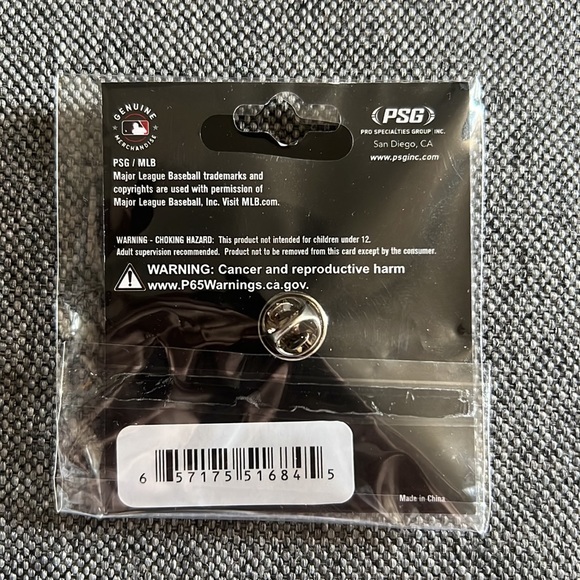 GENUINE
MERCHANDISE
PSG
PRO SPECIALTIES GROUP INC.
San Diego, CA
www.psginc.com
PSG / MLB
Major League Baseball trademarks and
copyrights are used with permission of
Major League Baseball, Inc. Visit MLB.com.
WARNING - CHOKING HAZARD: This product not intended for children under 12.
Adult supervision recommended. Product not to be removed from this card except by the consumer.
WARNING: Cancer and reproductive harm
www.P65Warnings.ca.gov.
6 57175 51684 5
Made in China